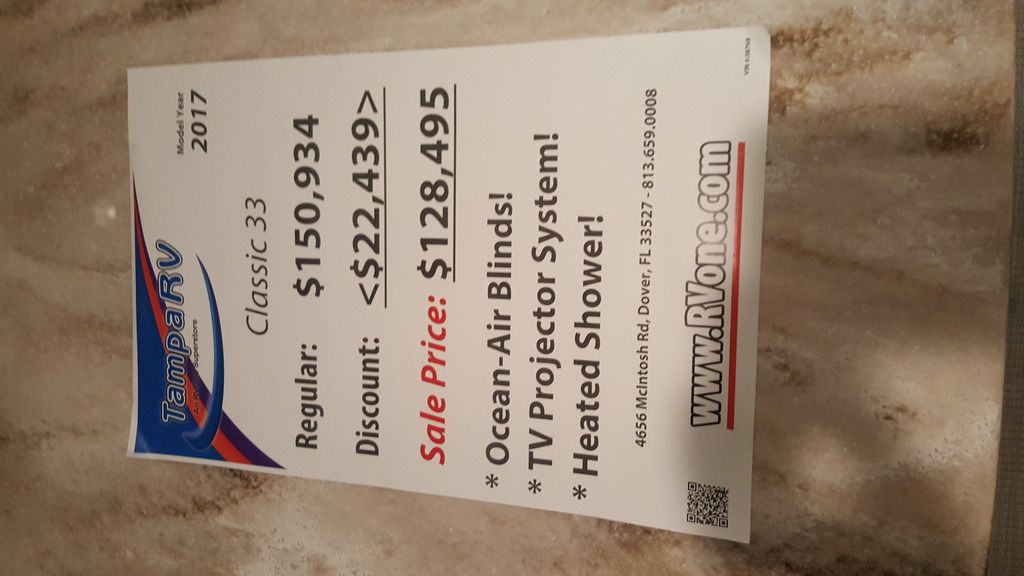 TampaRV
Superstore
Model Year
2017
Classic 33
Regular: $150,934
Discount: <$22,439>
Sale Price: $128,495
* Ocean-Air Blinds!
* TV Projector System!
* Heated Shower!
4656 McIntosh Rd, Dover, FL 33527 - 813.659.0008
www.RVone.com